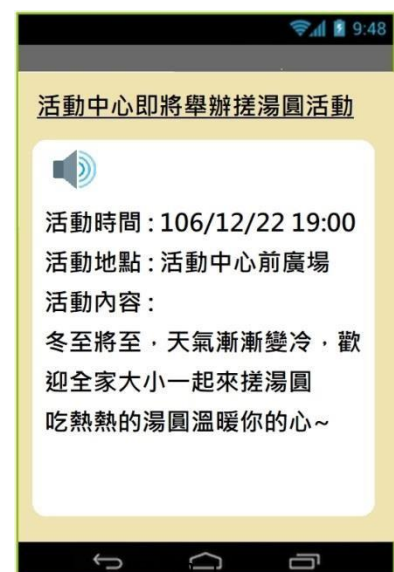 9:48
活動中心即將舉辦搓湯圓活動
活動時間：106/12/22 19:00
活動地點：活動中心前廣場
活動內容：
冬至將至，天氣漸漸變冷，歡
迎全家大小一起來搓湯圓
吃熱熱的湯圓溫暖你的心~